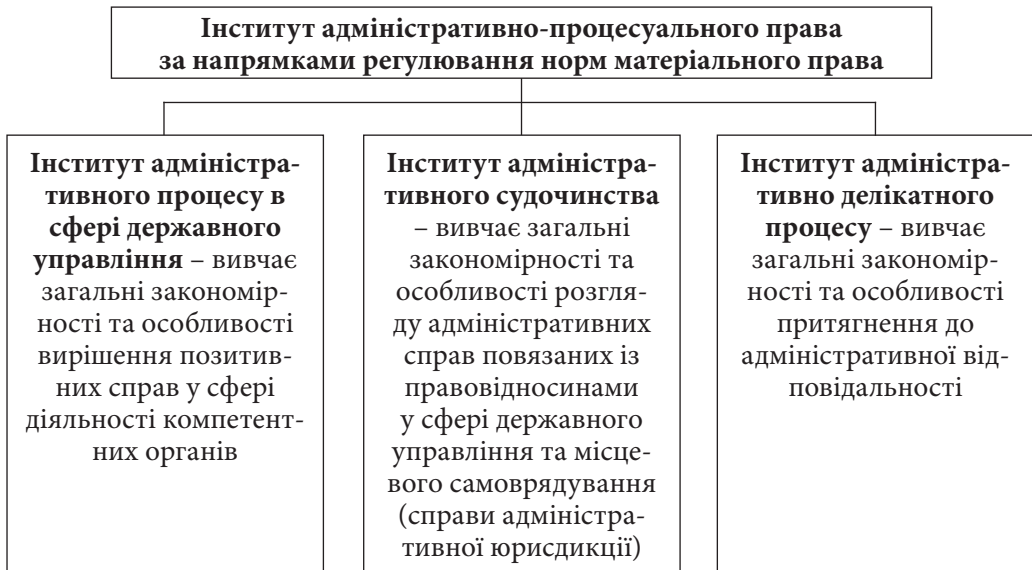 Інститут адміністративно-процесуального права
за напрямками регулювання норм матеріального права
Інститут адміністра-
тивного процесу в
сфері державного
управління – вивчає
загальні закономір-
ності та особливості
вирішення позитив-
них справ у сфері
діяльності компетент-
них органів
Інститут адміністра-
тивного судочинства
– вивчає загальні
закономірності та
особливості розгля-
ду адміністративних
справ повязаних із
правовідносинами
у сфері державного
управління та місце-
вого самоврядування
(справи адміністра-
тивної юрисдикції)
Інститут адміністра-
тивно делікатного
процесу – вивчає
загальні закономір-
ності та особливості
притягнення до
адміністративної від-
повідальності